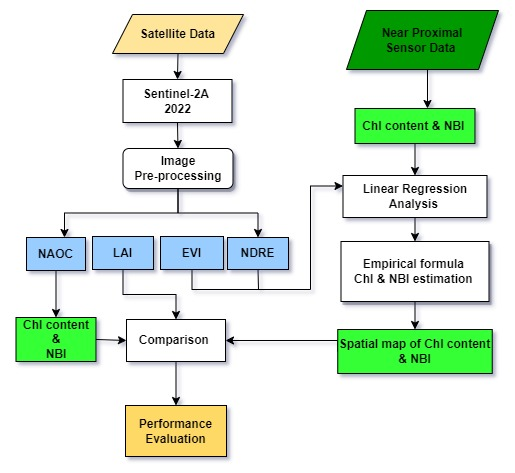 Satellite Data
Near Proximal
Sensor Data
Sentinel-2A
2022
Chl content & NBI
Image
Pre-processing
Linear Regression
Analysis
NAOC
LAI
EVI
NDRE
Empirical formula
Chl & NBI estimation
Chl content
&
NBI
Comparison
Spatial map of Chl content
& NBI
Performance
Evaluation